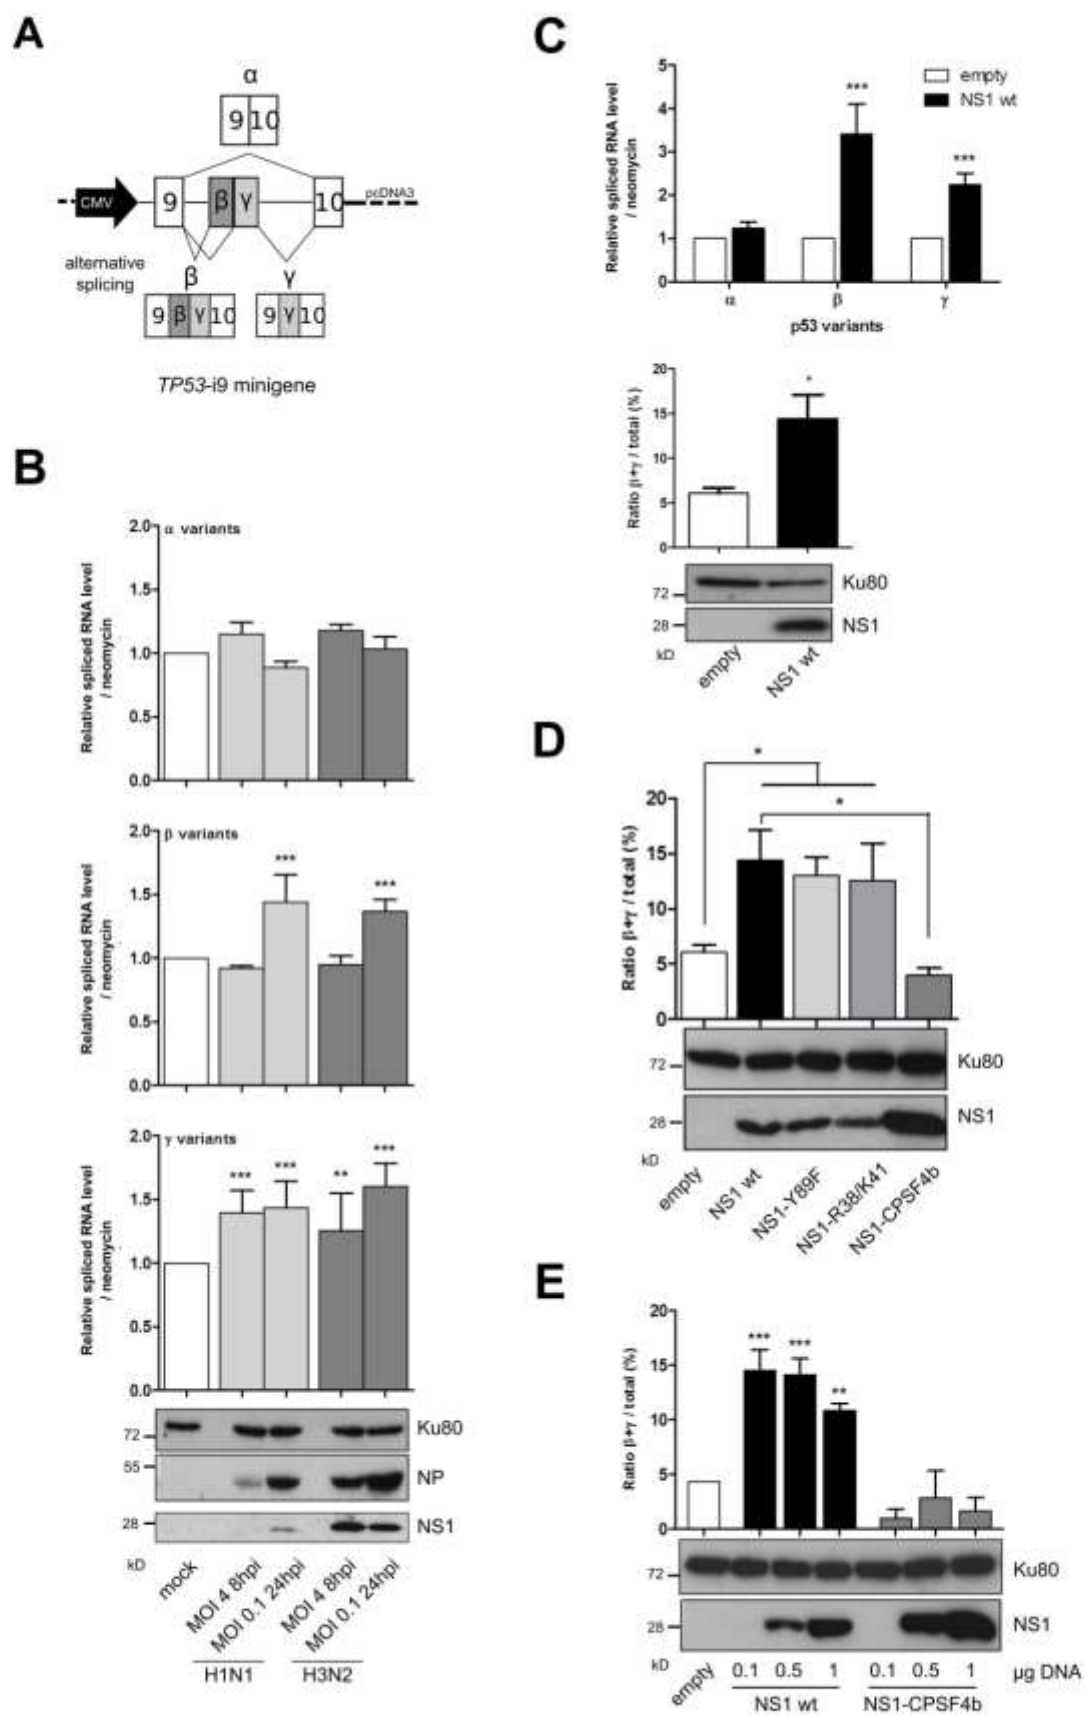 A
α
9 10
CMV
9
β γ
10
pcDNA3
alternative
splicing
β
γ
9 β γ 10
9 γ 10
TP53-i9 minigene
B
Relative spliced RNA level
/ neomycin
α variants
2.0
1.5
1.0
0.5
0.0
Relative spliced RNA level
/ neomycin
β variants
2.0
1.5
1.0
0.5
0.0
***
***
Relative spliced RNA level
/ neomycin
γ variants
2.0
1.5
1.0
0.5
0.0
***
***
**
***
72
Ku80
55
NP
28
NS1
kD
mock
MOI 4 8hpi
MOI 0.1 24hpi
MOI 4 8hpi
MOI 0.1 24hpi
H1N1
H3N2
C
Relative spliced RNA level
/ neomycin
5
4
3
2
1
0
***
***
empty
NS1 wt
α
β
γ
p53 variants
Ratio β+γ / total (%)
20
15
10
5
0
*
72
Ku80
28
NS1
kD
empty
NS1 wt
D
Ratio β+γ / total (%)
20
15
10
5
0
*
*
72
Ku80
28
NS1
kD
empty
NS1 wt
NS1-Y89F
NS1-R38/K41
NS1-CPSF4b
E
Ratio β+γ / total (%)
20
15
10
5
0
***
***
**
72
Ku80
28
NS1
kD
empty
0.1 0.5 1 0.1 0.5 1 µg DNA
NS1 wt
NS1-CPSF4b